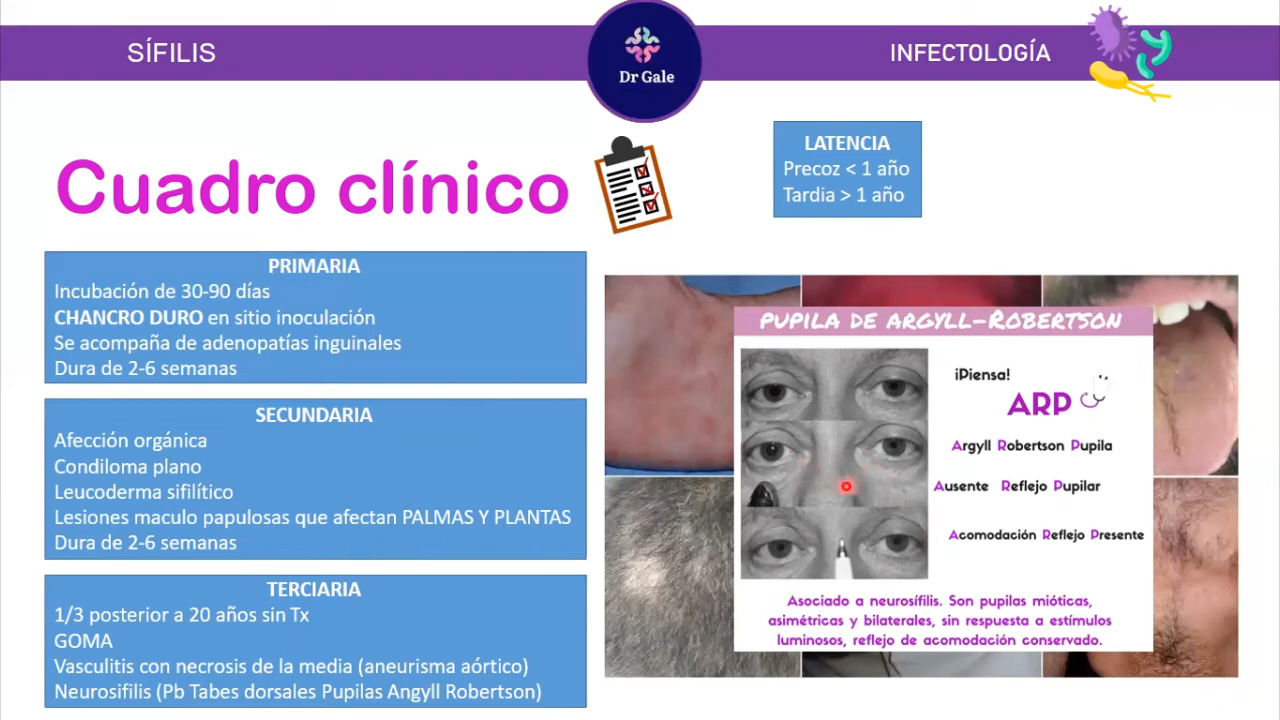 SÍFILIS
Dr Gale
INFECTOLOGÍA
Cuadro clínico
LATENCIA
Precoz < 1 año
Tardia > 1 año
PRIMARIA
Incubación de 30-90 días
CHANCRO DURO en sitio inoculación
Se acompaña de adenopatías inguinales
Dura de 2-6 semanas
SECUNDARIA
Afección orgánica
Condiloma plano
Leucoderma sifilítico
Lesiones maculo papulosas que afectan PALMAS Y PLANTAS
Dura de 2-6 semanas
TERCIARIA
1/3 posterior a 20 años sin Tx
GOMA
Vasculitis con necrosis de la media (aneurisma aórtico)
Neurosifilis (Pb Tabes dorsales Pupilas Angyll Robertson)
PUPILA DE ARGYLL-ROBERTSON
¡Piensa!
ARP
Argyll Robertson Pupila
Ausente Reflejo Pupilar
Acomodación Reflejo Presente
Asociado a neurosífilis. Son pupilas mióticas,
asimétricas y bilaterales, sin respuesta a estímulos
luminosos, reflejo de acomodación conservado.